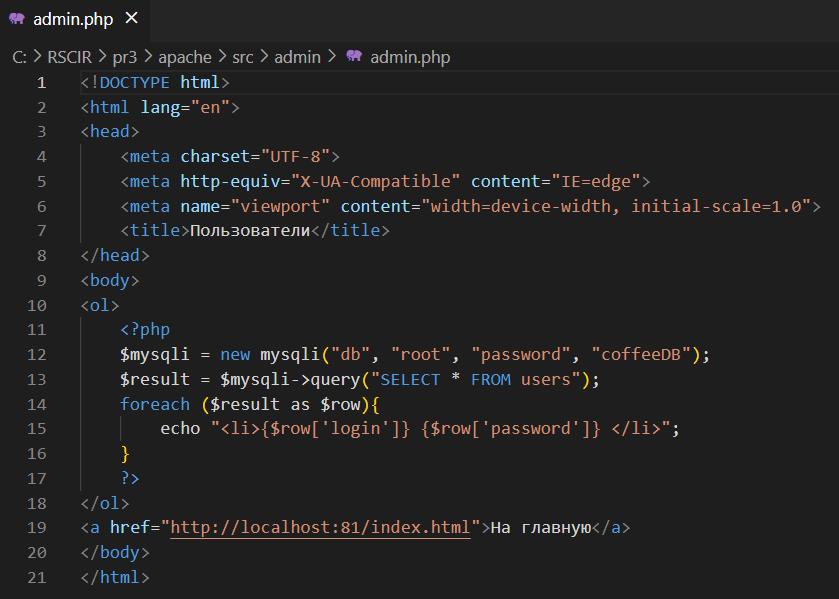 admin.php ×
C: > RSCIR > pr3 > apache > src > admin > admin.php
1 <!DOCTYPE html>
2 <html lang="en">
3 <head>
4     <meta charset="UTF-8">
5     <meta http-equiv="X-UA-Compatible" content="IE=edge">
6     <meta name="viewport" content="width=device-width, initial-scale=1.0">
7     <title>Пользователи</title>
8 </head>
9 <body>
10 <ol>
11     <?php
12     $mysqli = new mysqli("db", "root", "password", "coffeeDB");
13     $result = $mysqli->query("SELECT * FROM users");
14     foreach ($result as $row){
15         echo "<li>{$row['login']} {$row['password']} </li>";
16     }
17     ?>
18 </ol>
19 <a href="http://localhost:81/index.html">На главную</a>
20 </body>
21 </html>